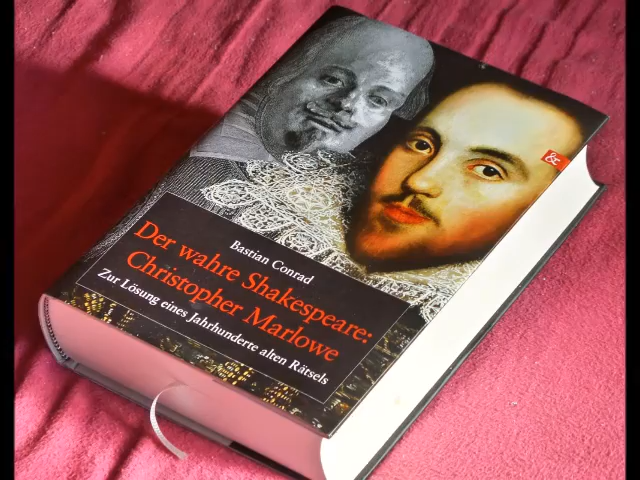 &c
Bastian Conrad
Der wahre Shakespeare:
Christopher Marlowe
Zur Lösung eines Jahrhunderte alten Rätsels